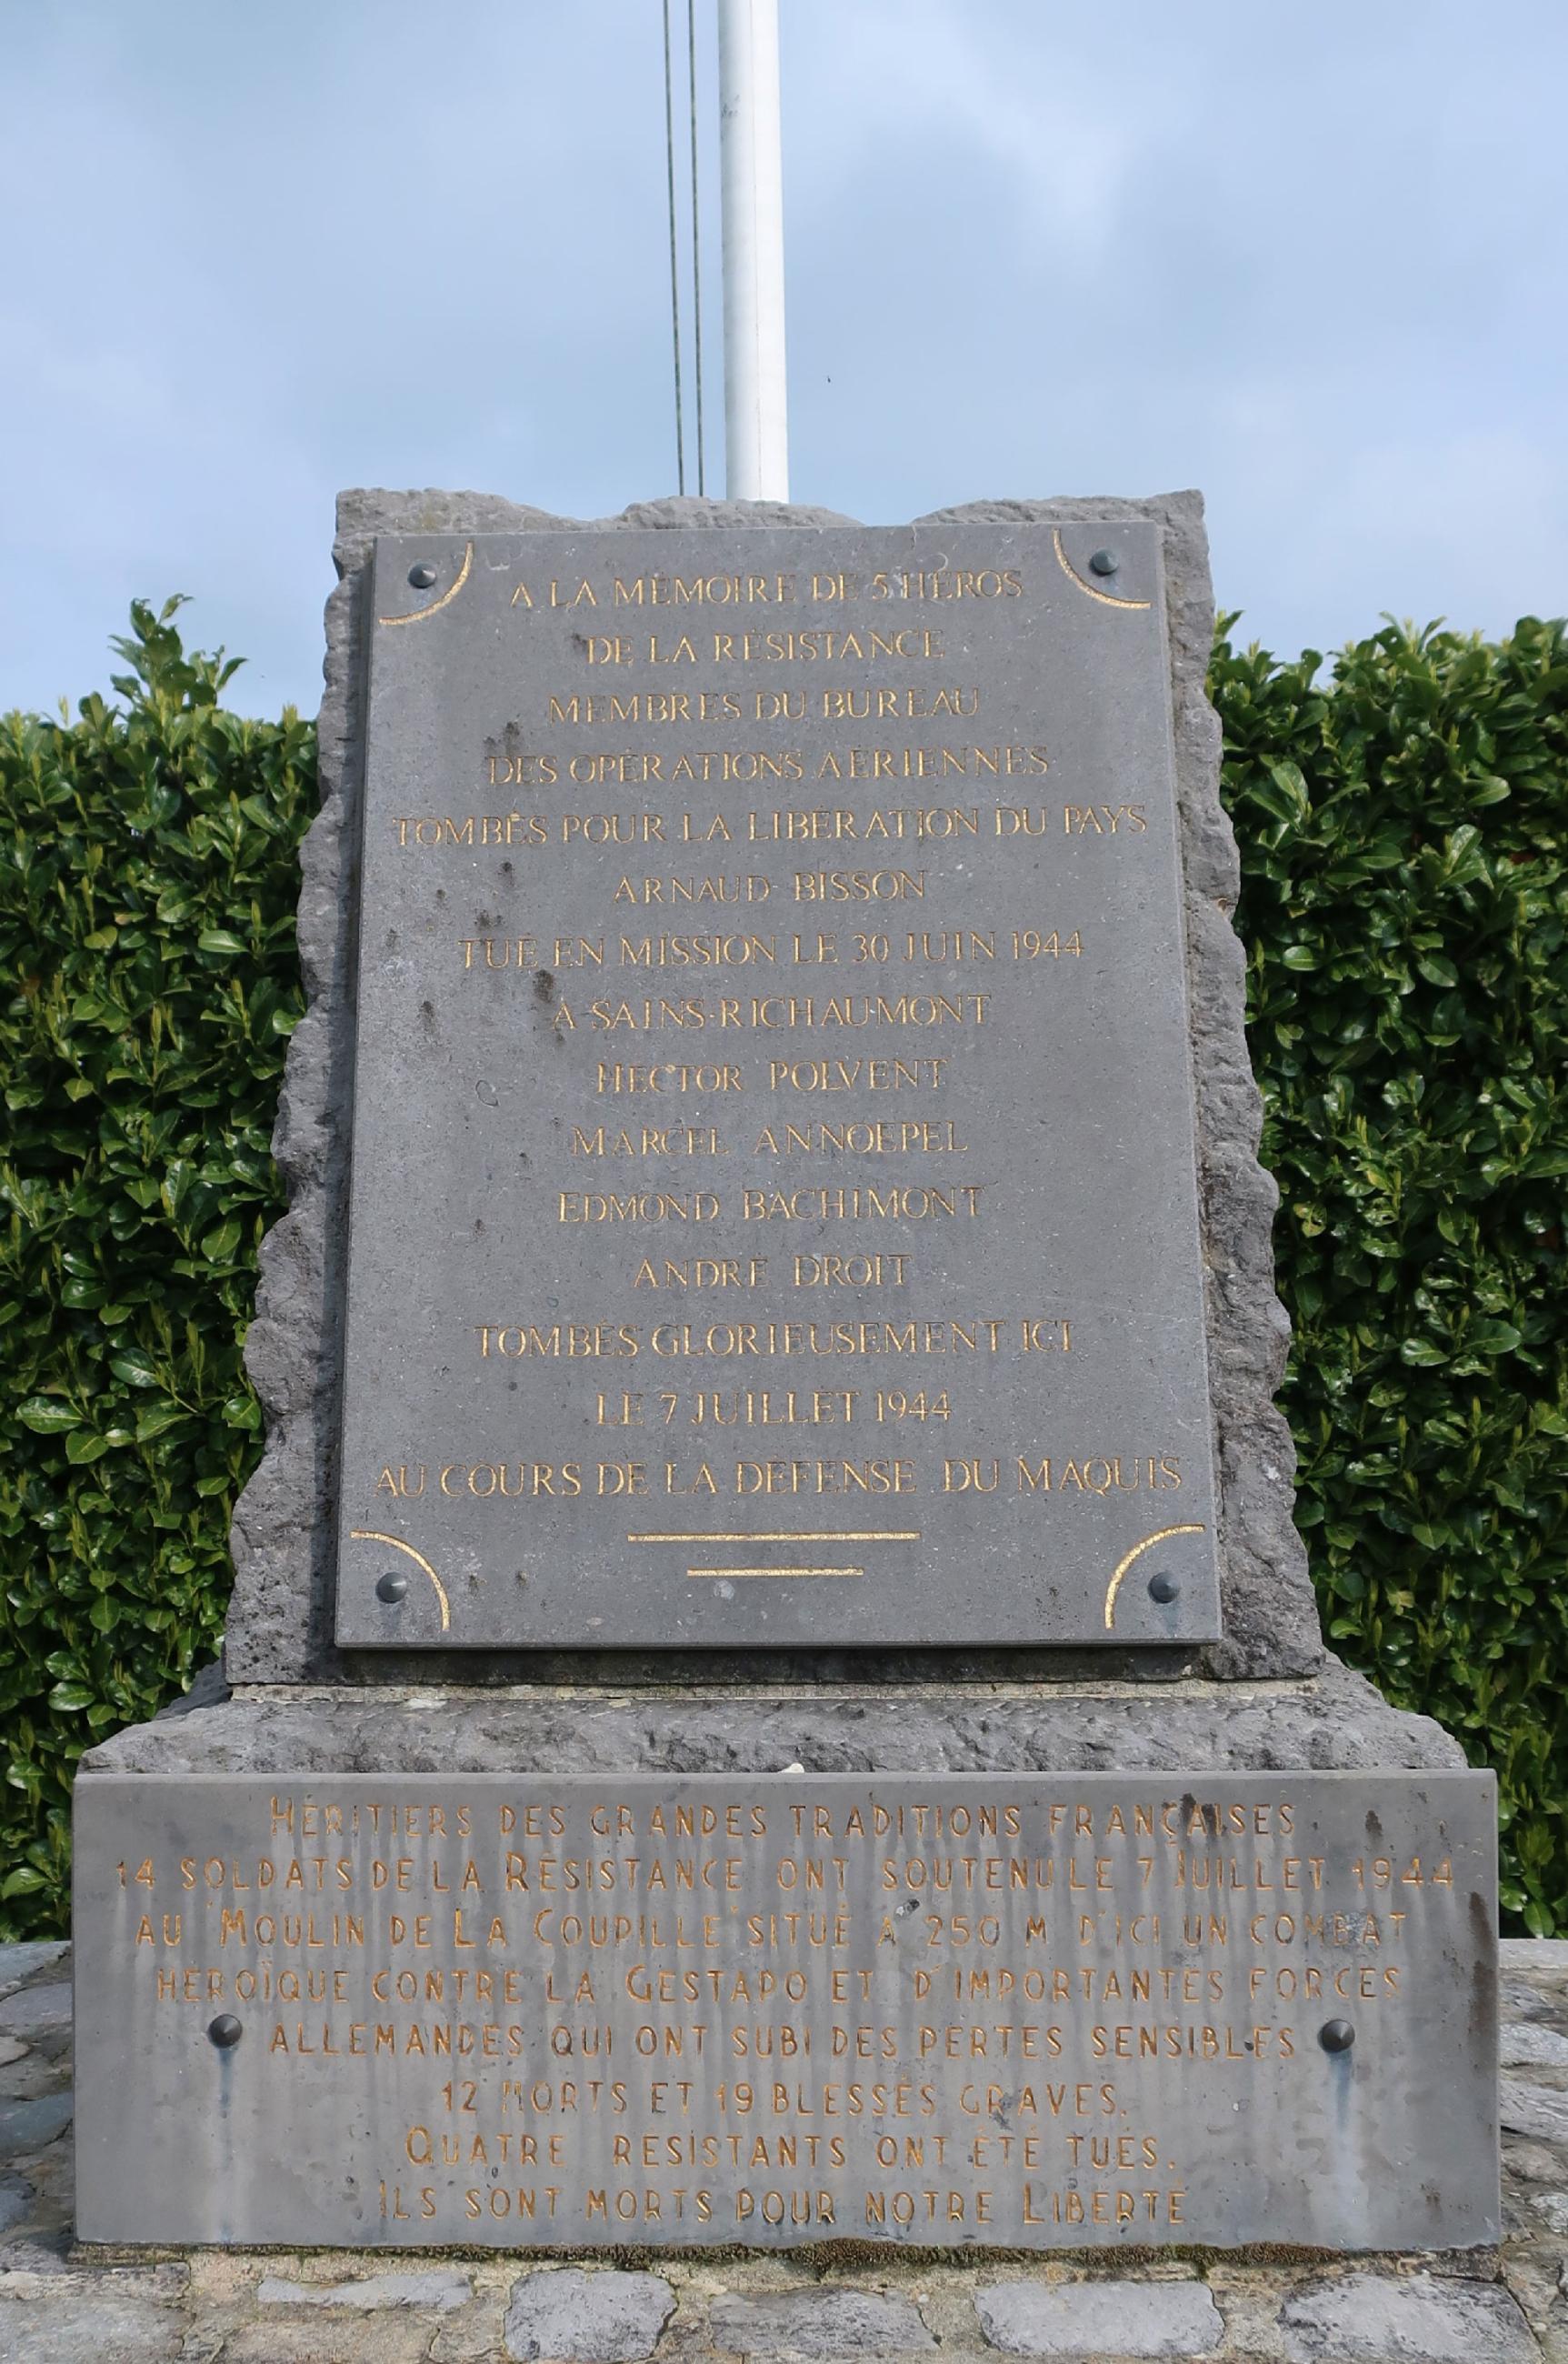 A LA MÉMOIRE DE 5 HÉROS
DE LA RÉSISTANCE
MEMBRES DU BUREAU
DES OPÉRATIONS AÉRIENNES
TOMBÉS POUR LA LIBÉRATION DU PAYS
ARNAUD BISSON
TUÉ EN MISSION LE 30 JUIN 1944
A SAINS-RICHAUMONT
HECTOR POLVENT
MARCEL ANNOEPEL
EDMOND BACHIMONT
ANDRÉ DROIT
TOMBÉS GLORIEUSEMENT ICI
LE 7 JUILLET 1944
AU COURS DE LA DÉFENSE DU MAQUIS
HÉRITIERS DES GRANDES TRADITIONS FRANÇAISES
14 SOLDATS DE LA RÉSISTANCE ONT SOUTENU LE 7 JUILLET 1944
AU "MOULIN DE LA COUPILLE" SITUÉ A 250 M D'ICI UN COMBAT
HÉROÏQUE CONTRE LA GESTAPO ET D'IMPORTANTES FORCES
ALLEMANDES QUI ONT SUBI DES PERTES SENSIBLES
12 MORTS ET 19 BLESSÉS GRAVES.
QUATRE RÉSISTANTS ONT ÉTÉ TUÉS.
ILS SONT MORTS POUR NOTRE LIBERTÉ